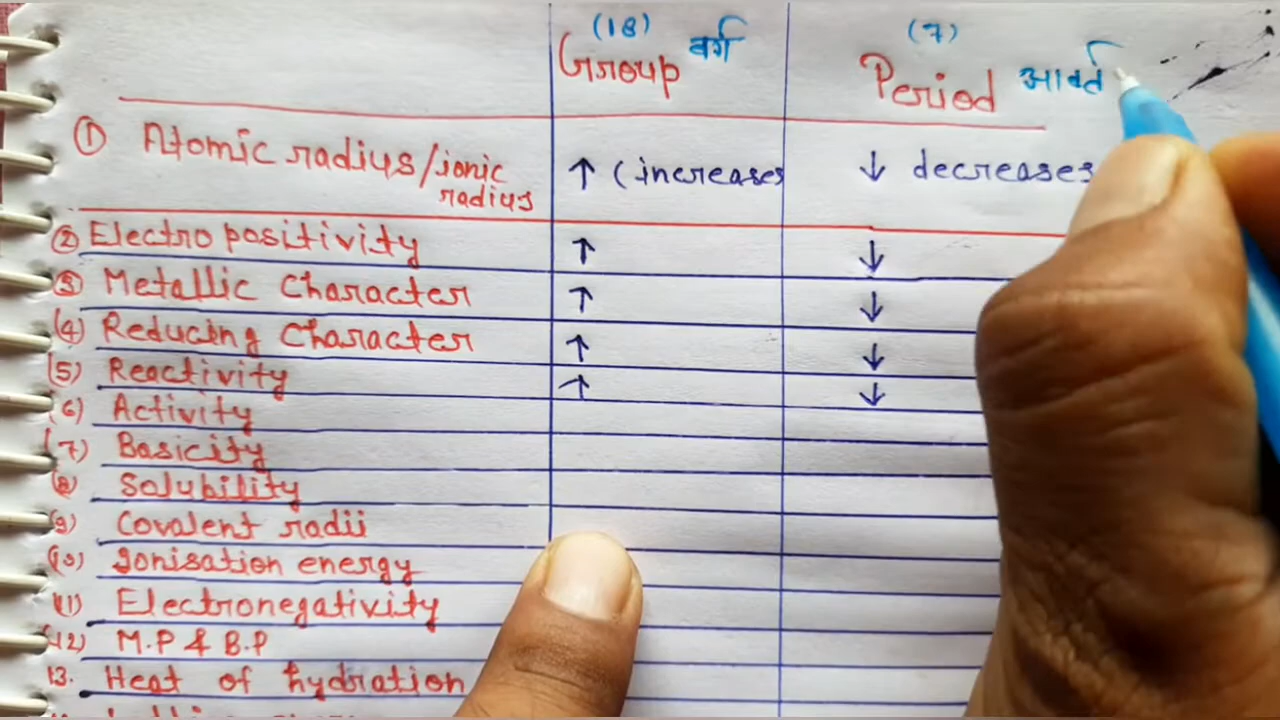 (18) (7)
Group वर्ग Period आवर्त
① Atomic radius/ionic radius ↑ (increases ↓ decreases
② Electropositivity ↑ ↓
③ Metallic Character ↑ ↓
(4) Reducing Character ↑ ↓
(5) Reactivity ↑ ↓
(6) Activity
(7) Basicity
(8) Solubility
(9) Covalent radii
(10) Ionisation energy
(11) Electronegativity
(12) M.P & B.P
13. Heat of hydration